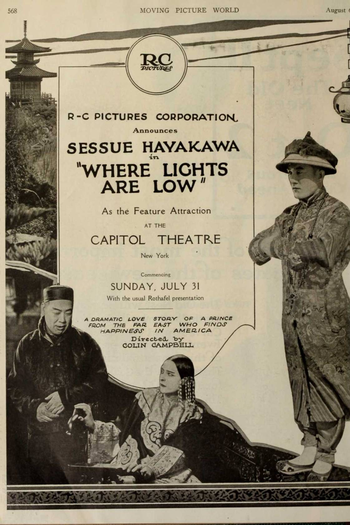 568
MOVING PICTURE WORLD
August
R-C
PICTURES
R-C PICTURES CORPORATION
Announces
SESSUE HAYAKAWA
in
"WHERE LIGHTS
ARE LOW"
As the Feature Attraction
AT THE
CAPITOL THEATRE
New York
Commencing
SUNDAY, JULY 31
With the usual Rothafel presentation
A DRAMATIC LOVE STORY OF A PRINCE
FROM THE FAR EAST WHO FINDS
HAPPINESS IN AMERICA
Directed by
COLIN CAMPBELL